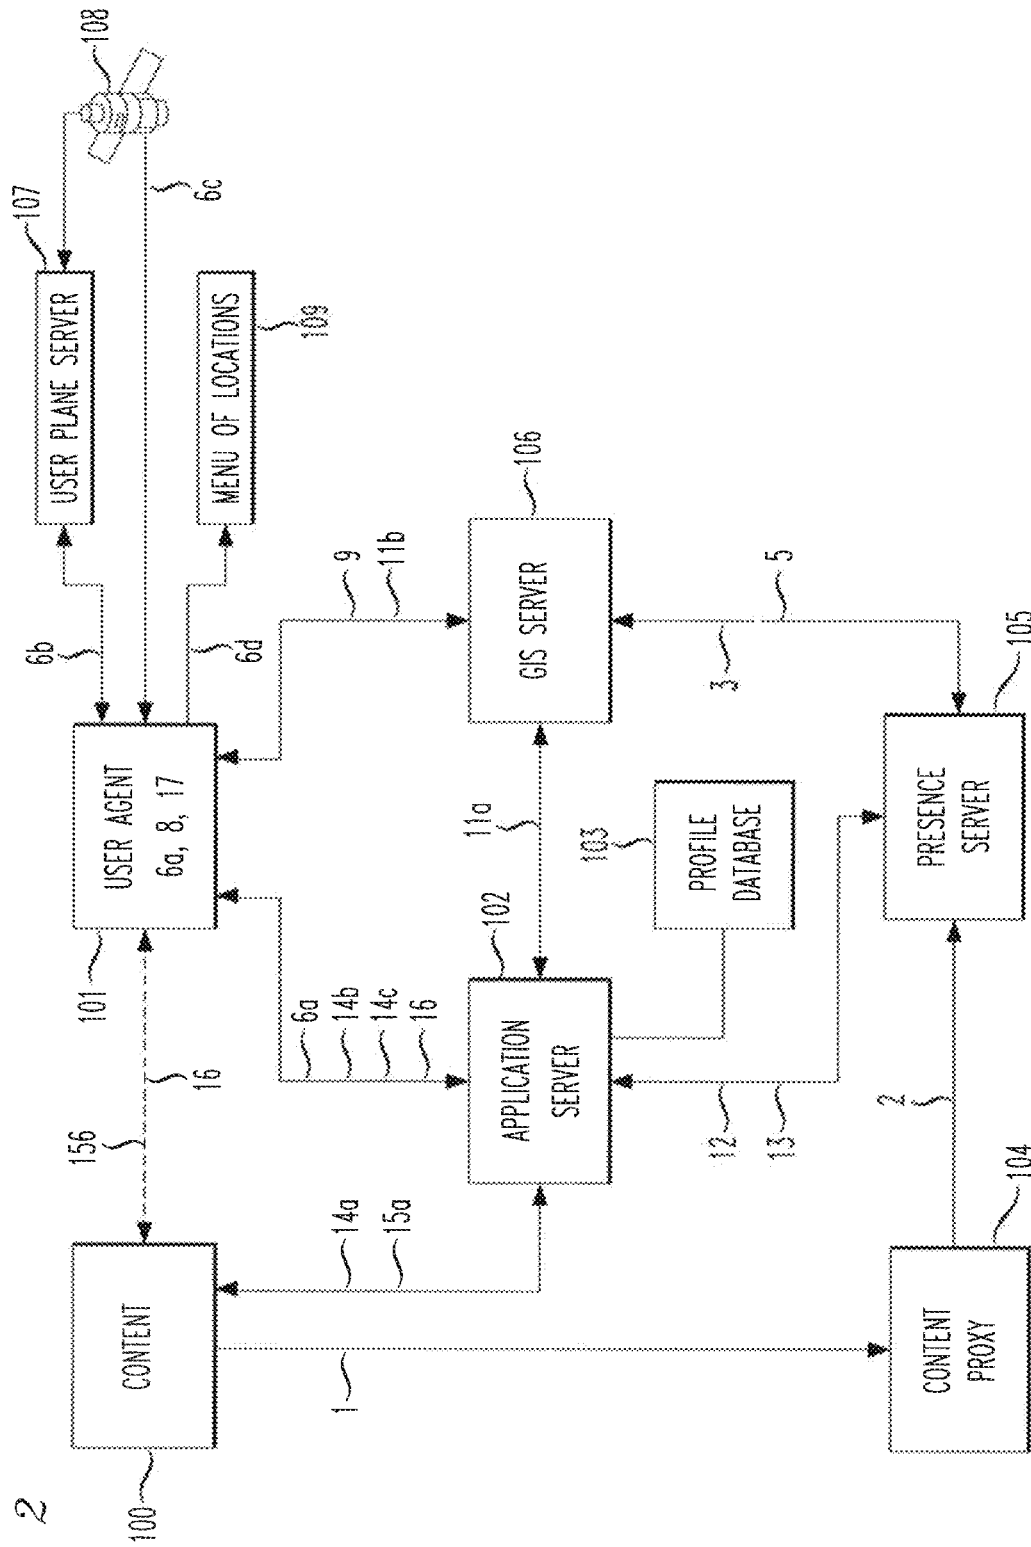 2
100
CONTENT
156
16
101
USER AGENT
6a, 8, 17
6b
6c
6d
107
USER PLANE SERVER
108
MENU OF LOCATIONS
109
1
14a
15a
6a
14b
14c
16
9
11b
102
APPLICATION
SERVER
11a
106
GIS SERVER
103
PROFILE
DATABASE
12
13
3
5
104
CONTENT
PROXY
2
105
PRESENCE
SERVER